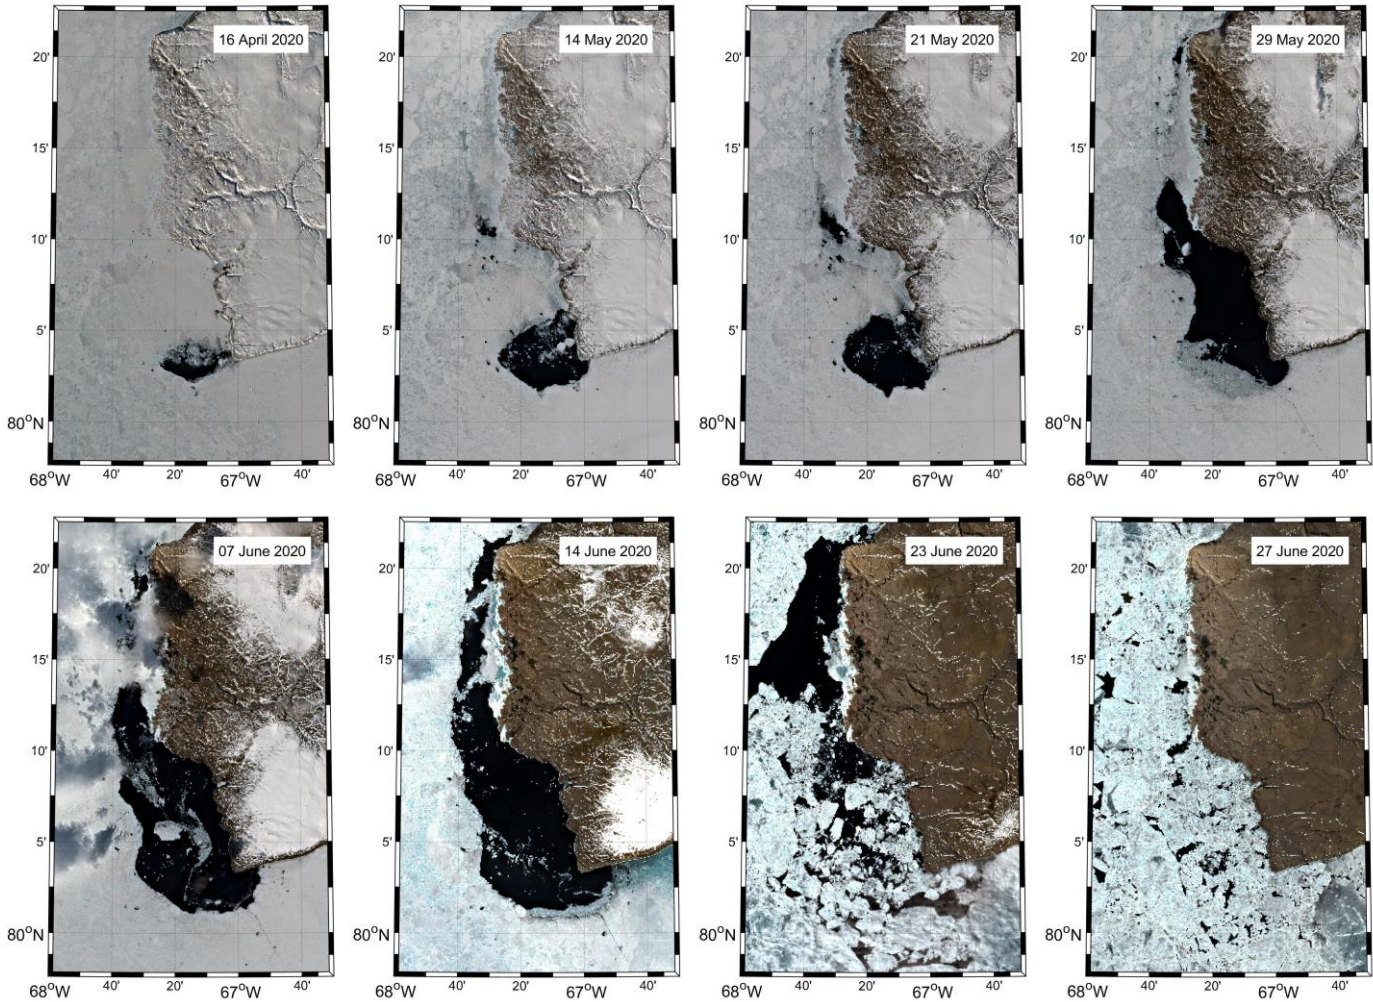 16 April 2020
14 May 2020
21 May 2020
29 May 2020
20' 20' 20' 20'
15' 15' 15' 15'
10' 10' 10' 10'
5' 5' 5' 5'
80°N 80°N 80°N 80°N
40' 20' 40' 40' 20' 40' 40' 20' 40' 40' 20' 40'
68°W 67°W 68°W 67°W 68°W 67°W 68°W 67°W
07 June 2020
14 June 2020
23 June 2020
27 June 2020
20' 20' 20' 20'
15' 15' 15' 15'
10' 10' 10' 10'
5' 5' 5' 5'
80°N 80°N 80°N 80°N
40' 20' 40' 40' 20' 40' 40' 20' 40' 40' 20' 40'
68°W 67°W 68°W 67°W 68°W 67°W 68°W 67°W